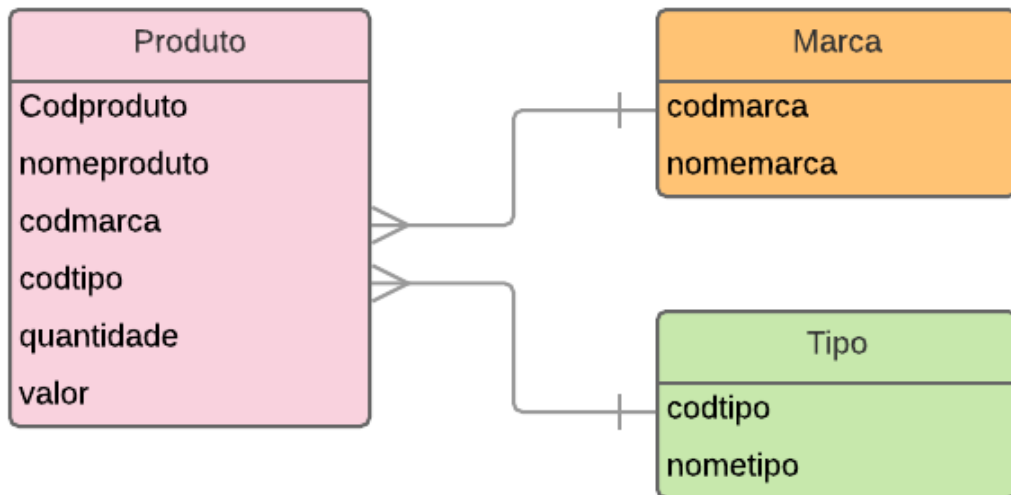 Produto
Codproduto
nomeproduto
codmarca
codtipo
quantidade
valor
Marca
codmarca
nomemarca
Tipo
codtipo
nometipo